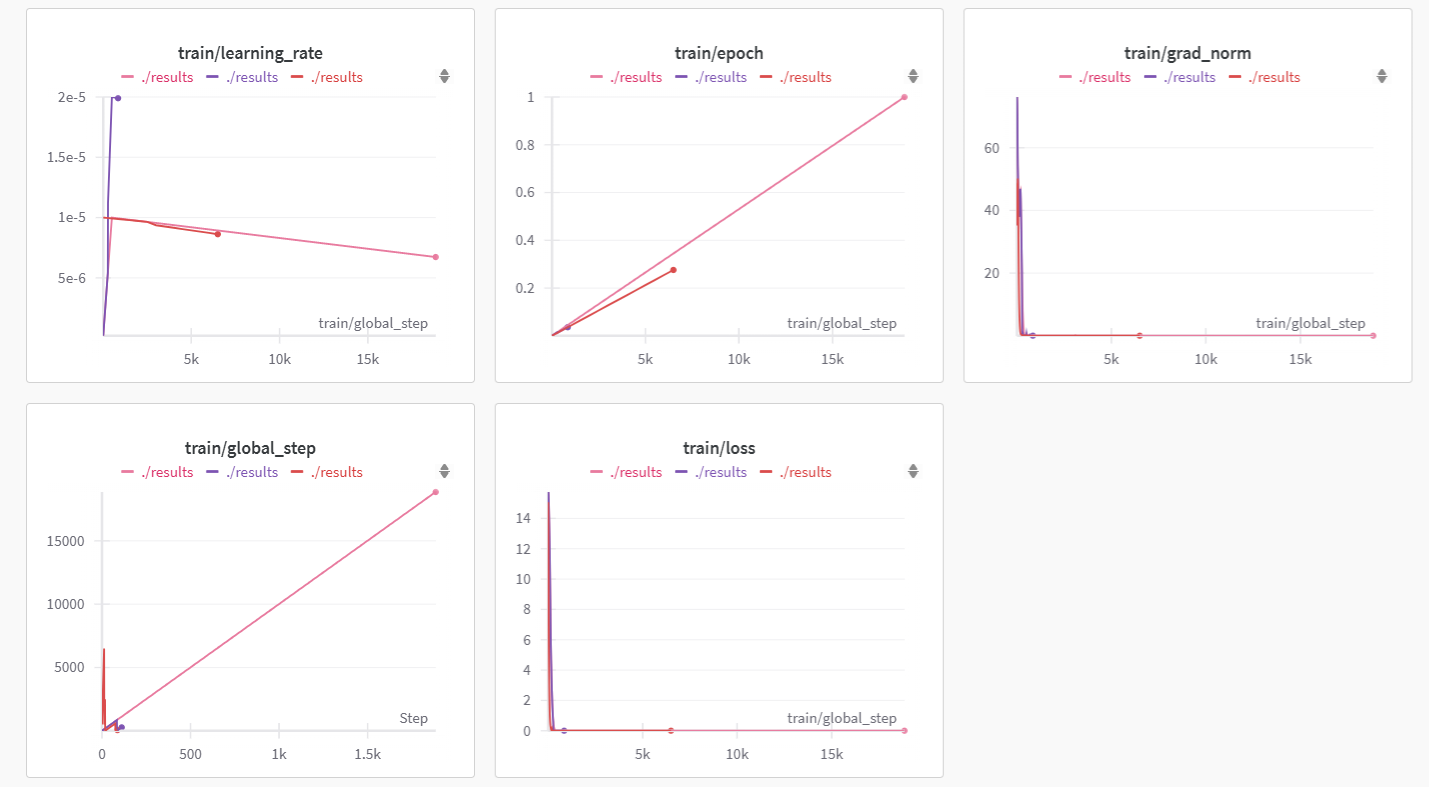 train/learning_rate
./results ./results ./results
2e-5
1.5e-5
1e-5
5e-6
train/global_step
5k 10k 15k
train/epoch
./results ./results ./results
1
0.8
0.6
0.4
0.2
train/global_step
5k 10k 15k
train/grad_norm
./results ./results ./results
60
40
20
train/global_step
5k 10k 15k
train/global_step
./results ./results ./results
15000
10000
5000
Step
0 500 1k 1.5k
train/loss
./results ./results ./results
14
12
10
8
6
4
2
0
train/global_step
5k 10k 15k